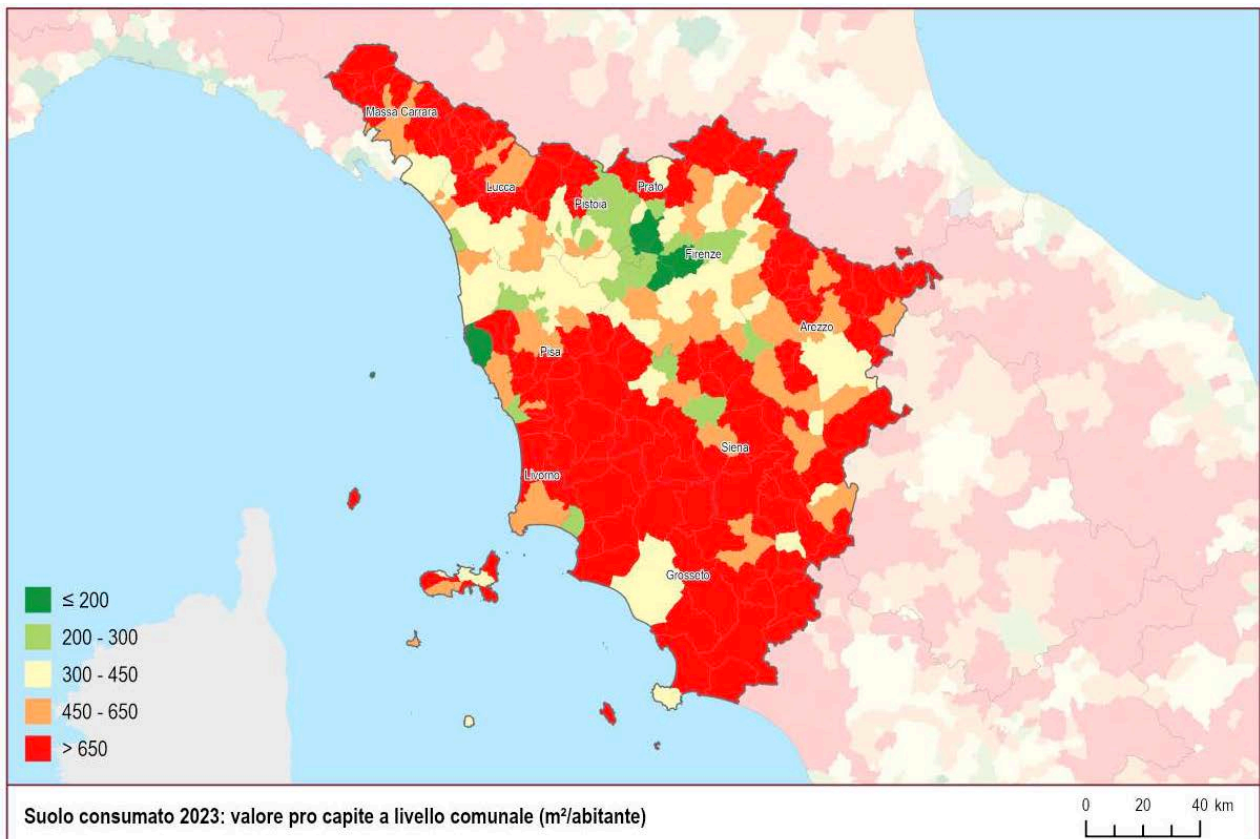 Massa Carrara
Lucca
Prato
Pistoia
Firenze
Arezzo
Pisa
Siena
Livorno
Grosseto
≤ 200
200 - 300
300 - 450
450 - 650
> 650
Suolo consumato 2023: valore pro capite a livello comunale (m²/abitante)
0 20 40 km